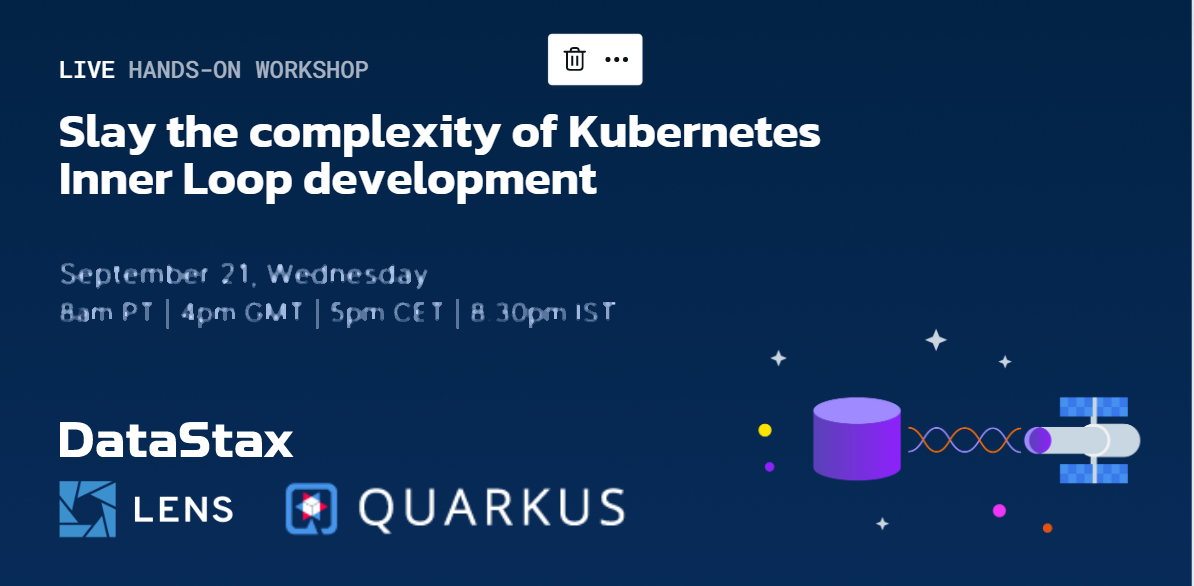 LIVE HANDS-ON WORKSHOP
Slay the complexity of Kubernetes
Inner Loop development
September 21, Wednesday
8am PT | 4pm GMT | 5pm CET | 8.30pm IST
DataStax
LENS
QUARKUS